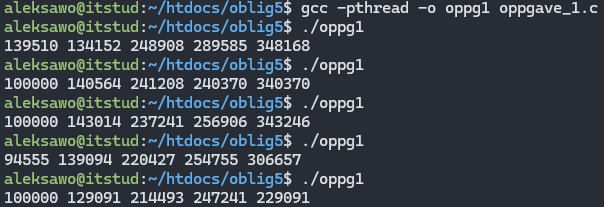 aleksawo@itstud:~/htdocs/oblig5$ gcc -pthread -o oppg1 oppgave_1.c
aleksawo@itstud:~/htdocs/oblig5$ ./oppg1
139510 134152 248908 289585 348168
aleksawo@itstud:~/htdocs/oblig5$ ./oppg1
100000 140564 241208 240370 340370
aleksawo@itstud:~/htdocs/oblig5$ ./oppg1
100000 143014 237241 256906 343246
aleksawo@itstud:~/htdocs/oblig5$ ./oppg1
94555 139094 220427 254755 306657
aleksawo@itstud:~/htdocs/oblig5$ ./oppg1
100000 129091 214493 247241 229091